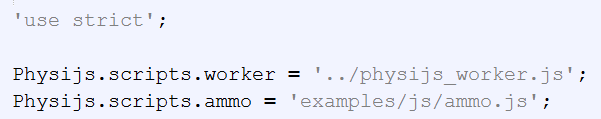 'use strict';
Physijs.scripts.worker = '../physijs_worker.js';
Physijs.scripts.ammo = 'examples/js/ammo.js';